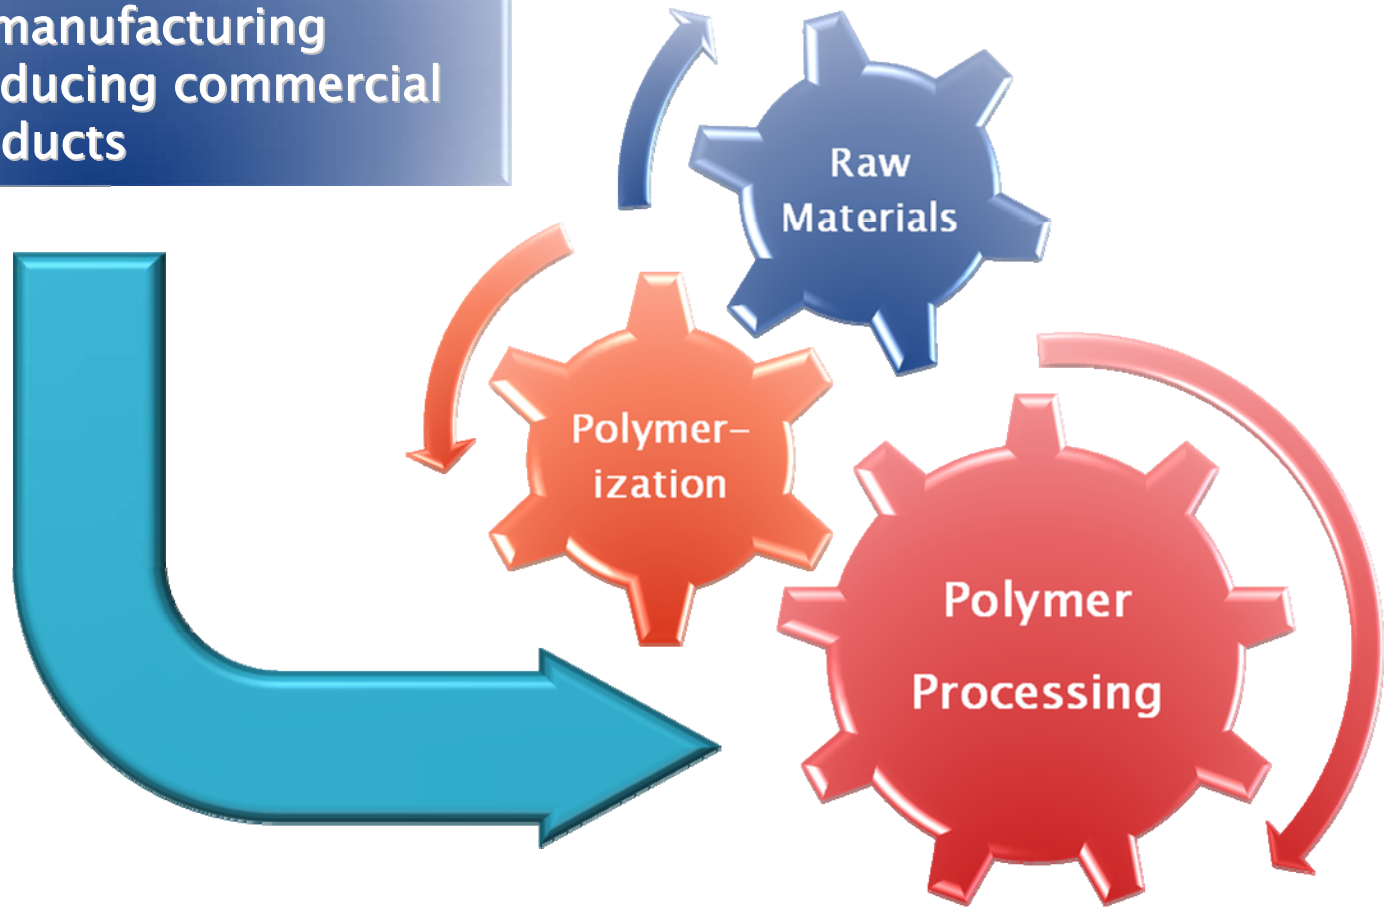 manufacturing
ducing commercial
ducts
Raw
Materials
Polymer-
ization
Polymer
Processing